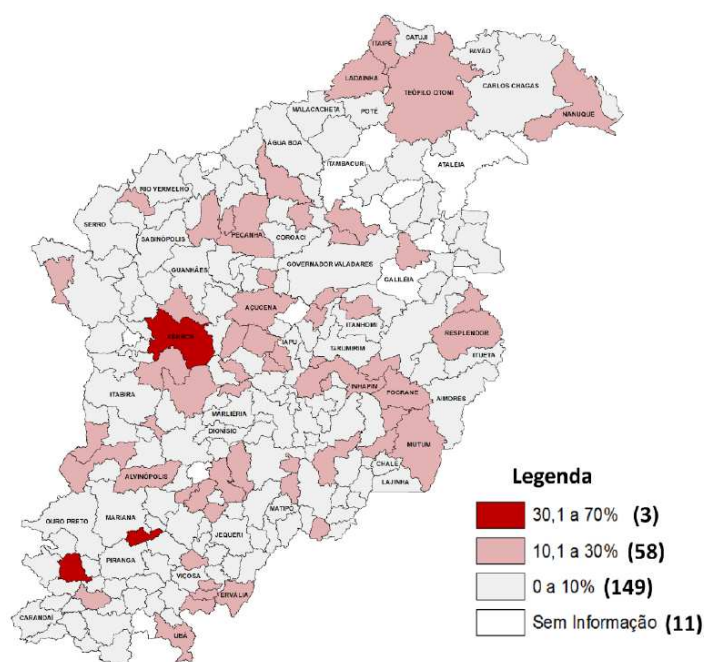 ITAIPÉ
CATUJI
PAVÃO
LADAINHA
TEÓFILO OTONI
CARLOS CHAGAS
NANUQUE
MALACACHETA
POTÉ
ÁGUA BOA
ITAMBACURI
ATALÉIA
RIO VERMELHO
SERRO
SABINÓPOLIS
PEÇANHA
COROACI
GUANHÃES
GOVERNADOR VALADARES
GALILÉIA
AÇUCENA
ITANHOMI
RESPLENDOR
IAPU
TARUMIRIM
ITUETA
ITABIRA
INHAPIM
POCRANE
AIMORÉS
MARLIÉRIA
DIONÍSIO
MUTUM
CHALÉ
LAJINHA
ALVINÓPOLIS
MATIPÓ
OURO PRETO
MARIANA
JEQUERI
PIRANGA
VIÇOSA
ERVÁLIA
CARANDAÍ
UBÁ
Legenda
30,1 a 70% (3)
10,1 a 30% (58)
0 a 10% (149)
Sem Informação (11)